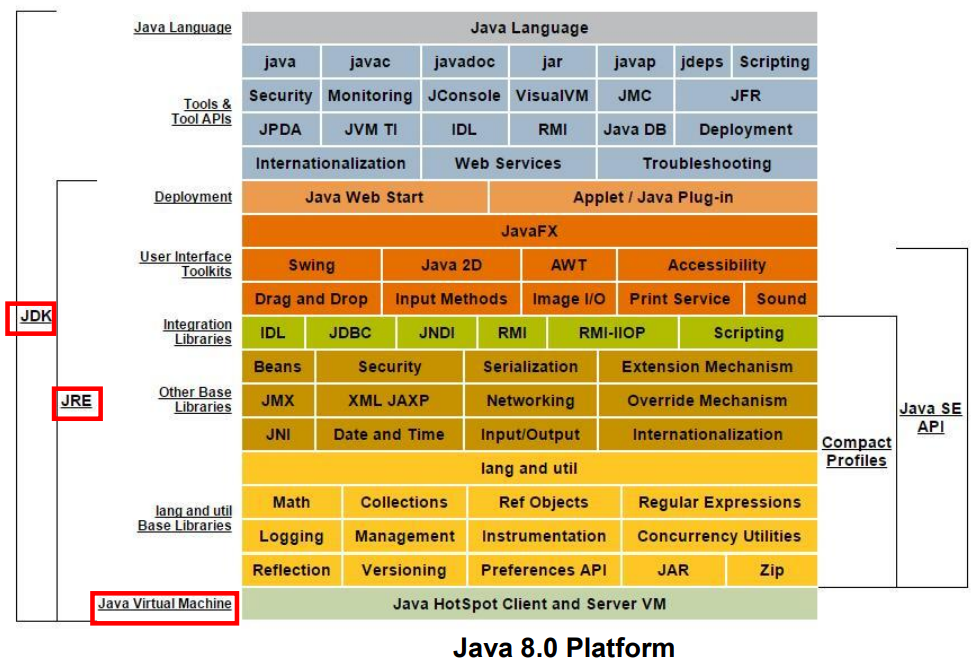 Java Language
Java Language
java javac javadoc jar javap jdeps Scripting
Security Monitoring JConsole VisualVM JMC JFR
Tools &
Tool APIs
JPDA JVM TI IDL RMI Java DB Deployment
Internationalization Web Services Troubleshooting
Deployment
Java Web Start Applet / Java Plug-in
JavaFX
User Interface
Toolkits
Swing Java 2D AWT Accessibility
Drag and Drop Input Methods Image I/O Print Service Sound
JDK
Integration
Libraries
IDL JDBC JNDI RMI RMI-IIOP Scripting
Beans Security Serialization Extension Mechanism
JRE
Other Base
Libraries
JMX XML JAXP Networking Override Mechanism
Java SE
API
JNI Date and Time Input/Output Internationalization
Compact
Profiles
lang and util
Math Collections Ref Objects Regular Expressions
lang and util
Base Libraries
Logging Management Instrumentation Concurrency Utilities
Reflection Versioning Preferences API JAR Zip
Java Virtual Machine
Java HotSpot Client and Server VM
Java 8.0 Platform